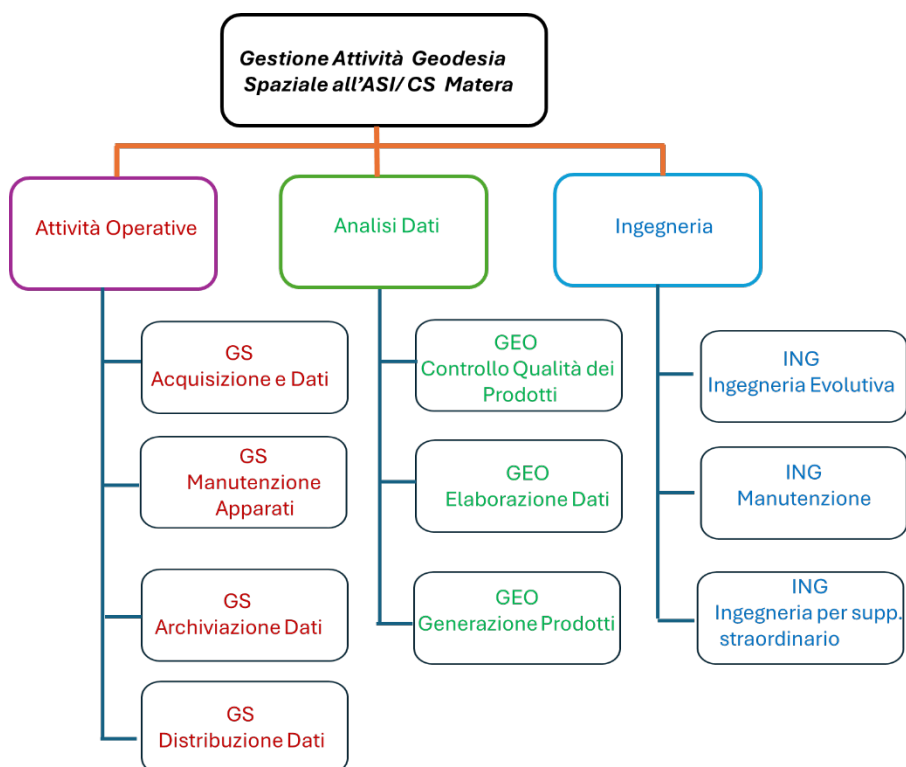 Gestione Attività Geodesia
Spaziale all'ASI/ CS Matera
Attività Operative
Analisi Dati
Ingegneria
GS
Acquisizione e Dati
GS
Manutenzione
Apparati
GS
Archiviazione Dati
GS
Distribuzione Dati
GEO
Controllo Qualità dei
Prodotti
GEO
Elaborazione Dati
GEO
Generazione Prodotti
ING
Ingegneria Evolutiva
ING
Manutenzione
ING
Ingegneria per supp.
straordinario